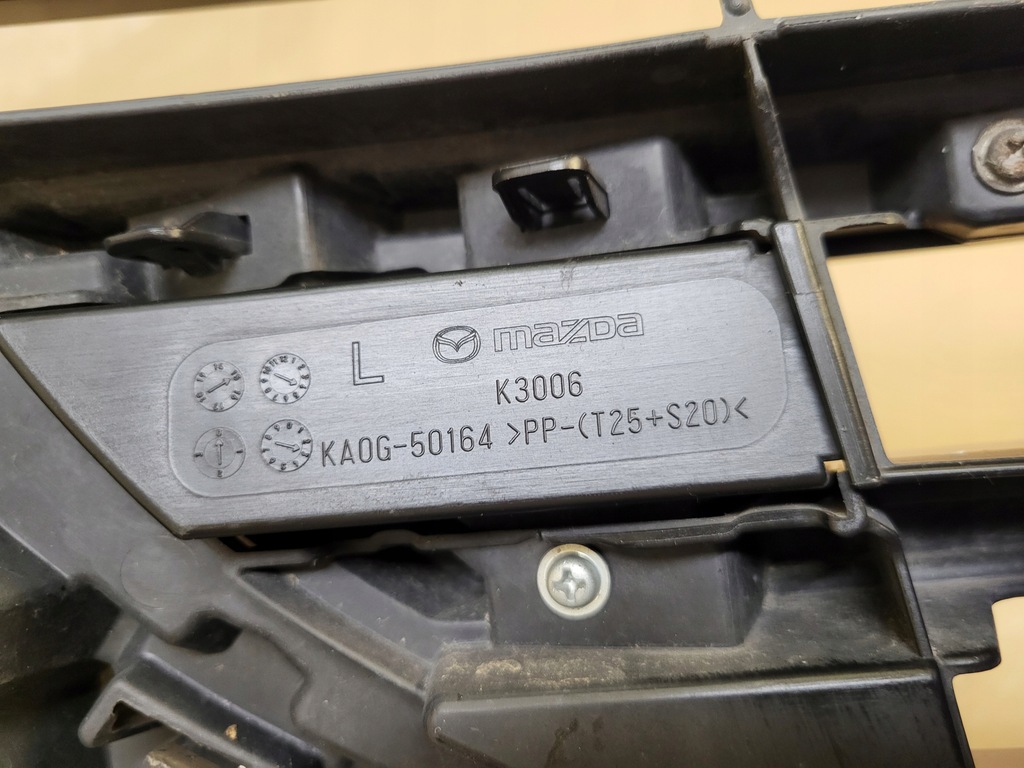 L mazda
K3006
KA0G-50164 >PP-(T25+S20)<